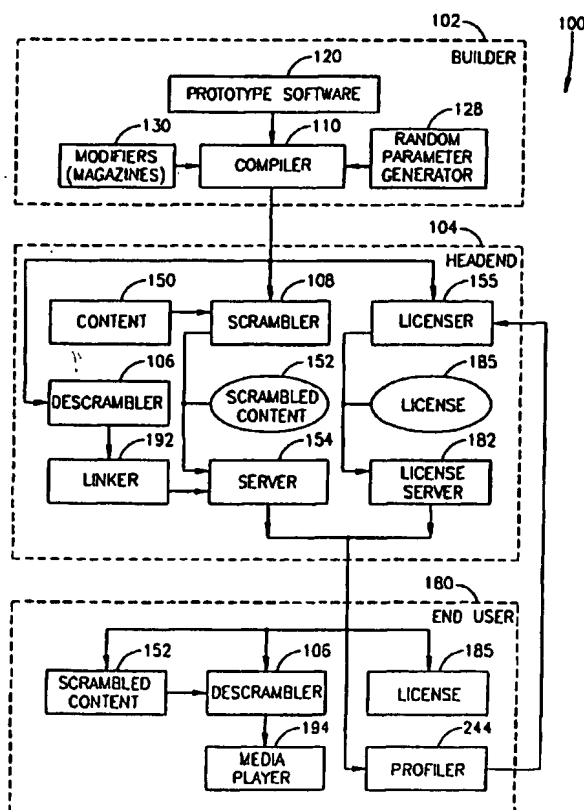 100
102
BUILDER
120
PROTOTYPE SOFTWARE
130
MODIFIERS
(MAGAZINES)
110
COMPILER
128
RANDOM
PARAMETER
GENERATOR
104
HEADEND
150
CONTENT
108
SCRAMBLER
155
LICENSER
106
DESCRAMBLER
152
SCRAMBLED
CONTENT
185
LICENSE
192
LINKER
154
SERVER
182
LICENSE
SERVER
180
END USER
152
SCRAMBLED
CONTENT
106
DESCRAMBLER
185
LICENSE
194
MEDIA
PLAYER
244
PROFILER